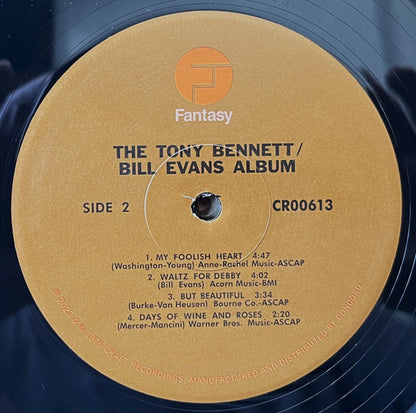 Fantasy
THE TONY BENNETT/
BILL EVANS ALBUM
SIDE 2
CR00613
1. MY FOOLISH HEART 4:47
(Washington-Young) Anne-Rachel Music-ASCAP
2. WALTZ FOR DEBBY 4:02
(Bill Evans) Acorn Music-BMI
3. BUT BEAUTIFUL 3:34
(Burke-Van Heusen) Bourne Co.-ASCAP
4. DAYS OF WINE AND ROSES 2:20
(Mercer-Mancini) Warner Bros. Music-ASCAP
© 1975 CRAFT RECORDINGS. MANUFACTURED AND DISTRIBUTED BY CONCORD